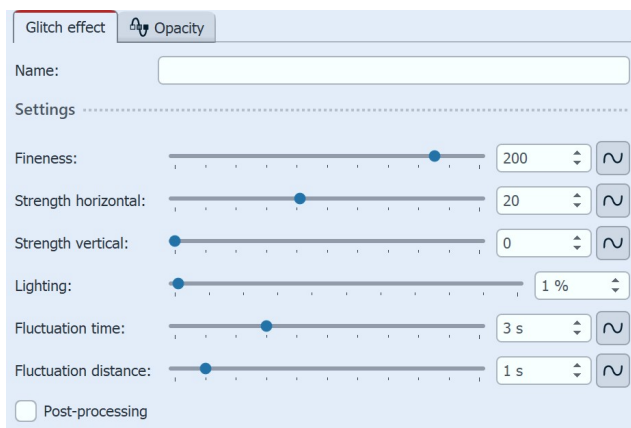 Glitch effect Opacity
Name:
Settings
Fineness: 200
Strength horizontal: 20
Strength vertical: 0
Lighting: 1 %
Fluctuation time: 3 s
Fluctuation distance: 1 s
Post-processing